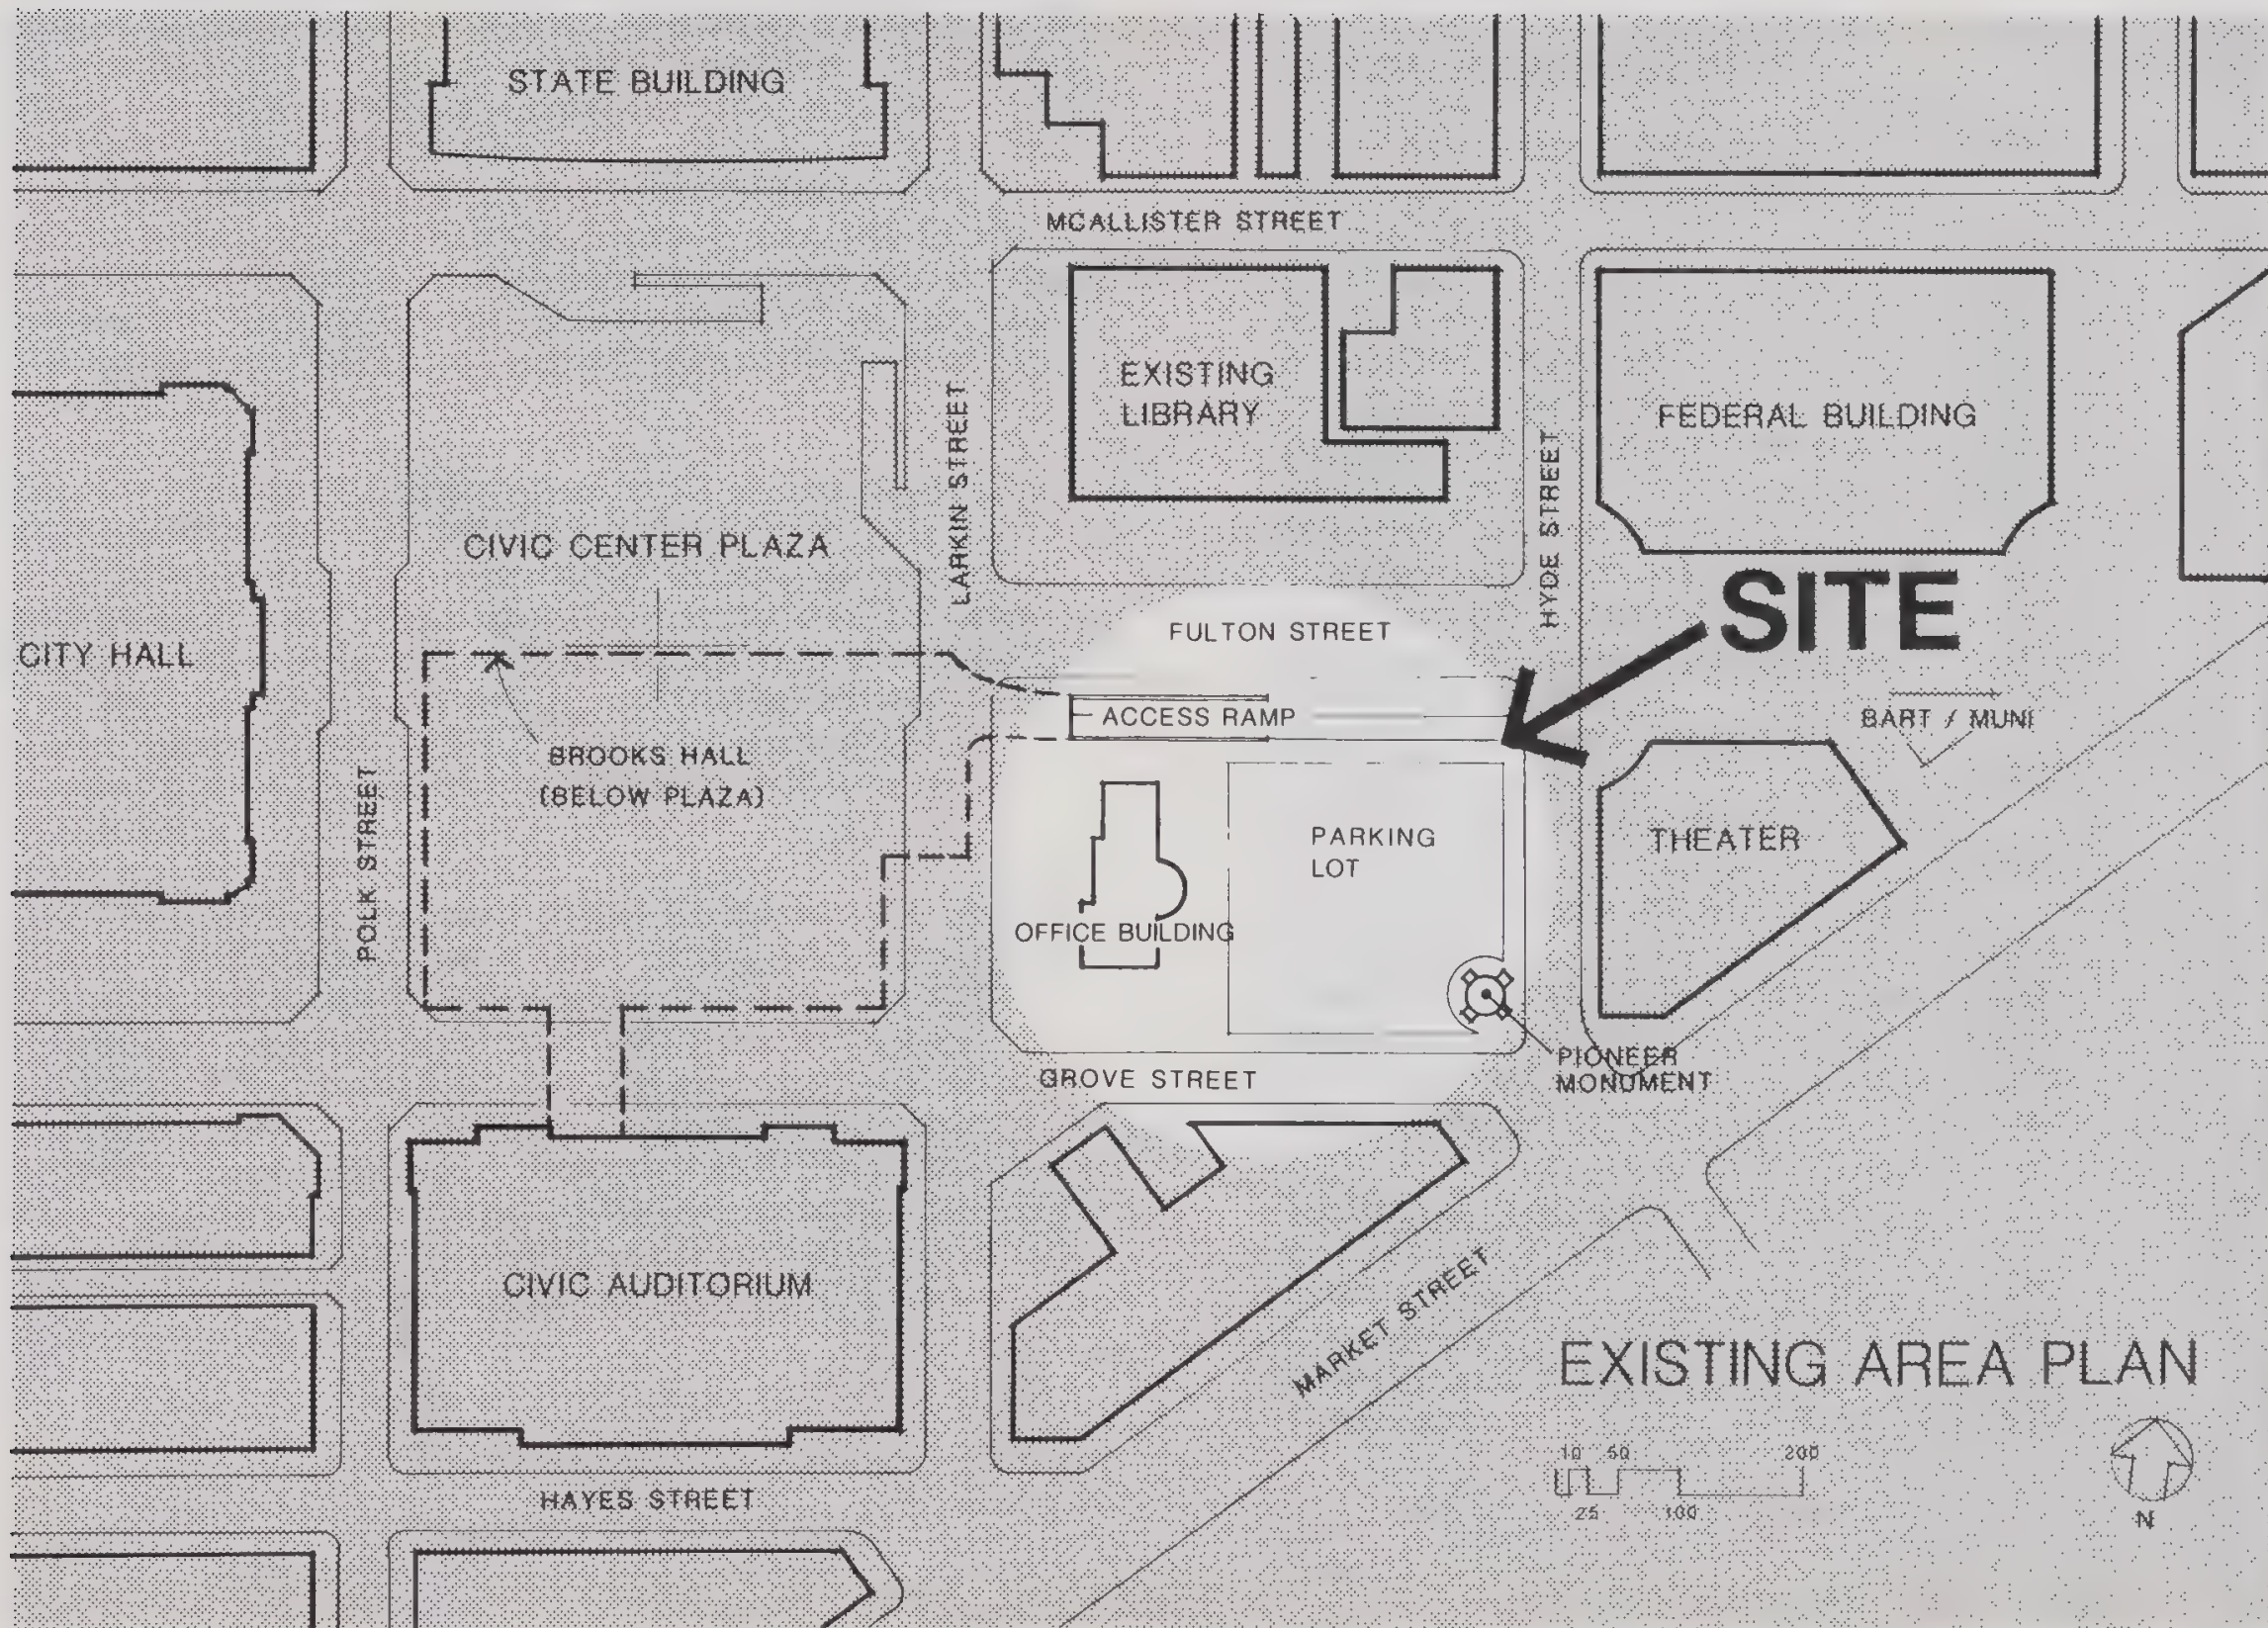 STATE BUILDING
MCALLISTER STREET
EXISTING
LIBRARY
FEDERAL BUILDING
LARKIN STREET
HYDE STREET
CIVIC CENTER PLAZA
SITE
FULTON STREET
CITY HALL
ACCESS RAMP
BART / MUNI
BROOKS HALL
(BELOW PLAZA)
POLK STREET
PARKING
LOT
THEATER
OFFICE BUILDING
PIONEER
MONUMENT
GROVE STREET
CIVIC AUDITORIUM
MARKET STREET
EXISTING AREA PLAN
10 50 200
25 100
N
HAYES STREET